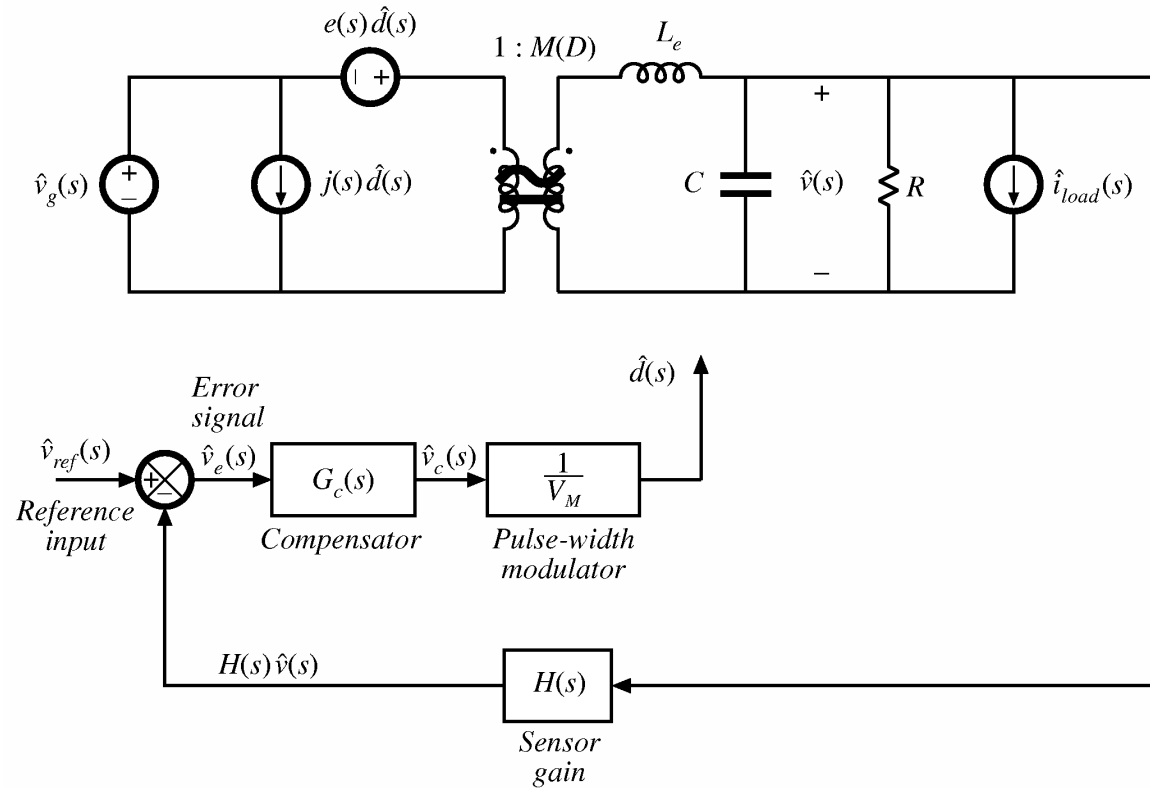 e(s) d̂(s)
1 : M(D)
L_e
− +
+
−
v̂_g(s)
j(s) d̂(s)
C
+
v̂(s)
−
R
î_load(s)
d̂(s)
Error
signal
v̂_ref(s)
v̂_e(s)
v̂_c(s)
+
−
G_c(s)
1
V_M
Reference
input
Compensator
Pulse-width
modulator
H(s) v̂(s)
H(s)
Sensor
gain